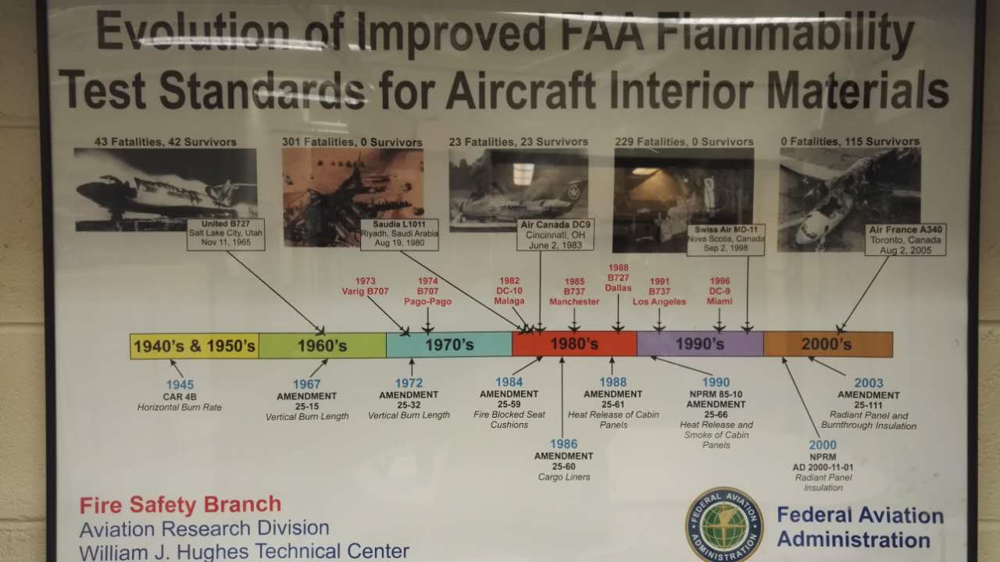 Evolution of Improved FAA Flammability
Test Standards for Aircraft Interior Materials
43 Fatalities, 42 Survivors
301 Fatalities, 0 Survivors
23 Fatalities, 23 Survivors
229 Fatalities, 0 Survivors
0 Fatalities, 115 Survivors
United B727
Salt Lake City, Utah
Nov 11, 1965
Saudia L1011
Riyadh, Saudi Arabia
Aug 19, 1980
Air Canada DC9
Cincinnati, OH
June 2, 1983
Swiss Air MD-11
Nova Scotia, Canada
Sep 2, 1998
Air France A340
Toronto, Canada
Aug 2, 2005
1973
Varig B707
1974
B707
Pago-Pago
1982
DC-10
Malaga
1985
B737
Manchester
1988
B727
Dallas
1991
B737
Los Angeles
1996
DC-9
Miami
1940's & 1950's
1960's
1970's
1980's
1990's
2000's
1945
CAR 4B
Horizontal Burn Rate
1967
AMENDMENT
25-15
Vertical Burn Length
1972
AMENDMENT
25-32
Vertical Burn Length
1984
AMENDMENT
25-59
Fire Blocked Seat
Cushions
1986
AMENDMENT
25-60
Cargo Liners
1988
AMENDMENT
25-61
Heat Release of Cabin
Panels
1990
NPRM 85-10
AMENDMENT
25-66
Heat Release and
Smoke of Cabin
Panels
2000
NPRM
AD 2000-11-01
Radiant Panel
Insulation
2003
AMENDMENT
25-111
Radiant Panel and
Burnthrough Insulation
Fire Safety Branch
Aviation Research Division
William J. Hughes Technical Center
FEDERAL AVIATION
ADMINISTRATION
Federal Aviation
Administration